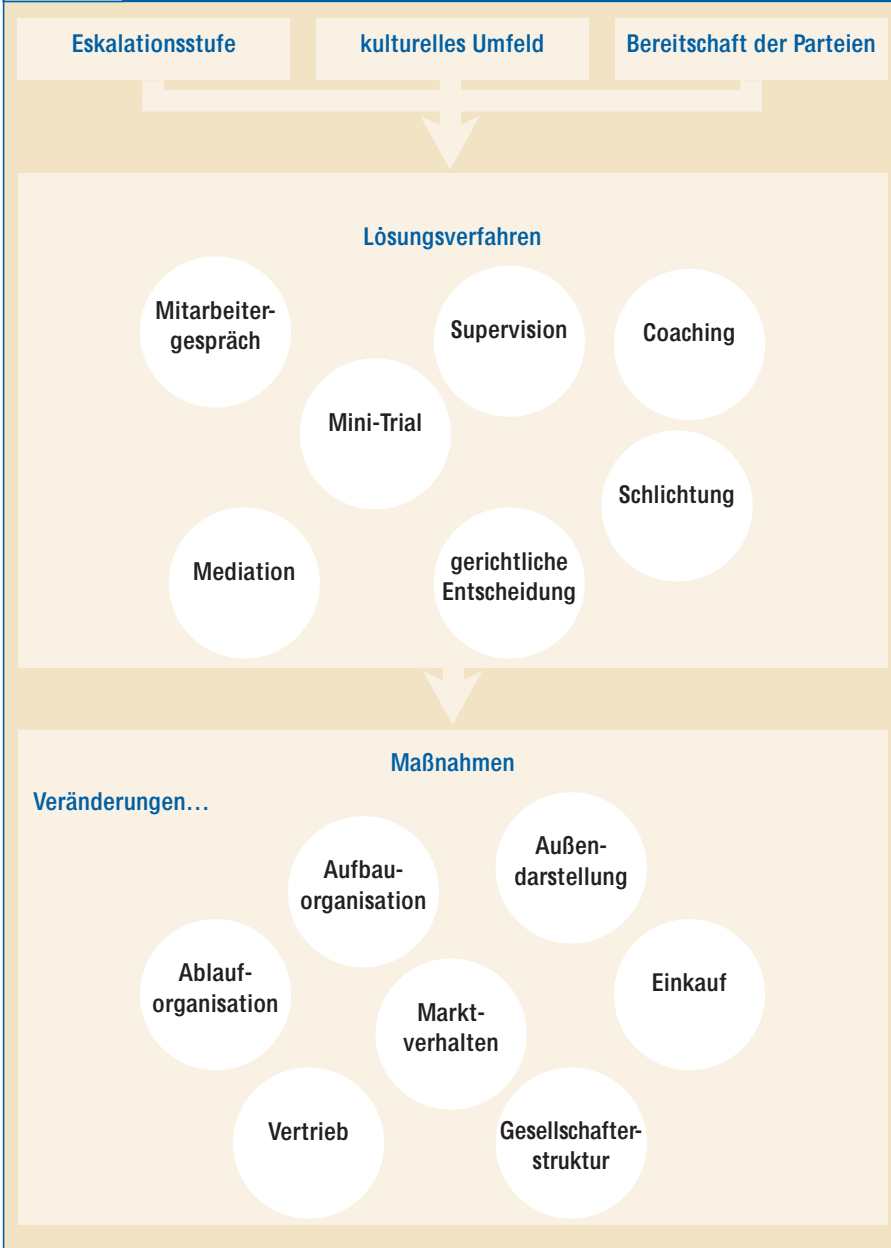 Eskalationsstufe
kulturelles Umfeld
Bereitschaft der Parteien
Lösungsverfahren
Mitarbeiter-
gespräch
Supervision
Coaching
Mini-Trial
Schlichtung
Mediation
gerichtliche
Entscheidung
Maßnahmen
Veränderungen…
Außen-
darstellung
Aufbau-
organisation
Ablauf-
organisation
Einkauf
Markt-
verhalten
Vertrieb
Gesellschafter-
struktur